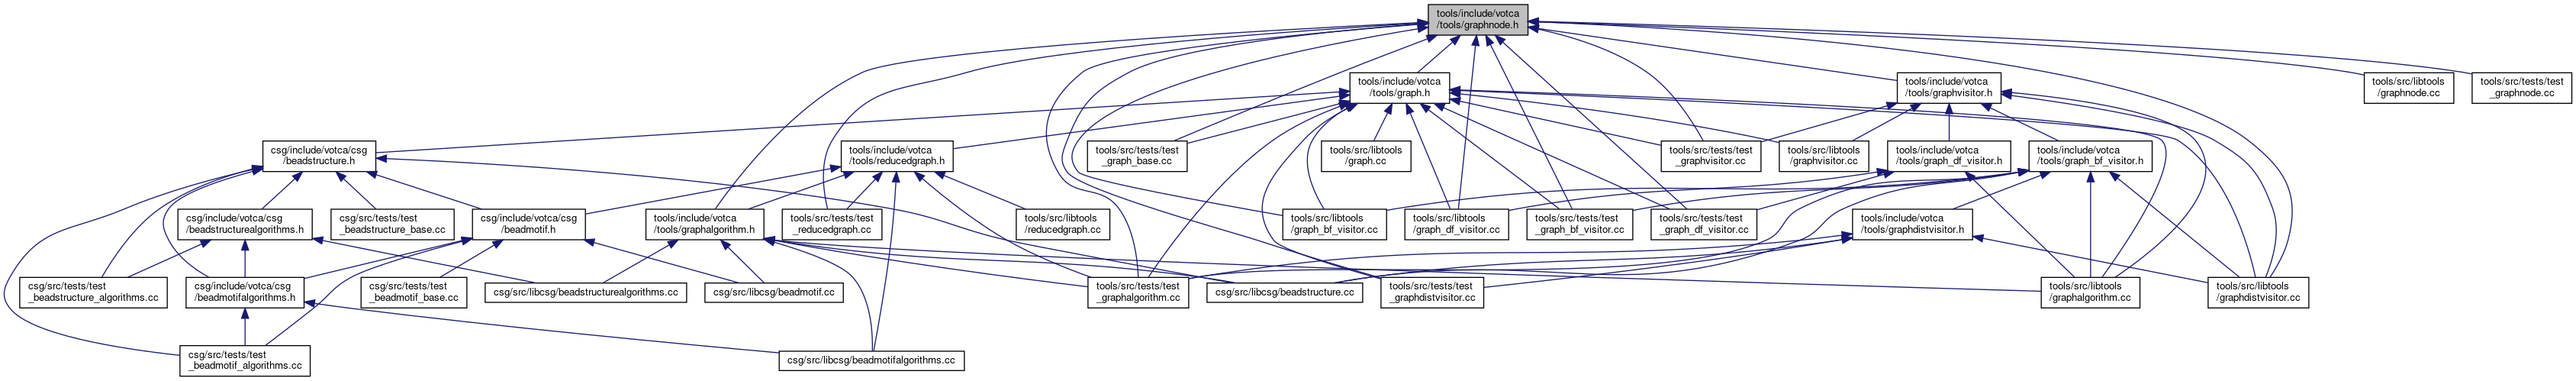 tools/include/votca
/tools/graphnode.h
tools/include/votca
/tools/graph.h
tools/include/votca
/tools/graphvisitor.h
tools/src/libtools
/graphnode.cc
tools/src/tests/test
_graphnode.cc
csg/include/votca/csg
/beadstructure.h
tools/include/votca
/tools/reducedgraph.h
tools/src/tests/test
_graph_base.cc
tools/src/libtools
/graph.cc
tools/src/tests/test
_graphvisitor.cc
tools/src/libtools
/graphvisitor.cc
tools/include/votca
/tools/graph_df_visitor.h
tools/include/votca
/tools/graph_bf_visitor.h
csg/include/votca/csg
/beadstructurealgorithms.h
csg/src/tests/test
_beadstructure_base.cc
csg/include/votca/csg
/beadmotif.h
tools/include/votca
/tools/graphalgorithm.h
tools/src/tests/test
_reducedgraph.cc
tools/src/libtools
/reducedgraph.cc
tools/src/libtools
/graph_bf_visitor.cc
tools/src/libtools
/graph_df_visitor.cc
tools/src/tests/test
_graph_bf_visitor.cc
tools/src/tests/test
_graph_df_visitor.cc
tools/include/votca
/tools/graphdistvisitor.h
csg/src/tests/test
_beadstructure_algorithms.cc
csg/include/votca/csg
/beadmotifalgorithms.h
csg/src/tests/test
_beadmotif_base.cc
csg/src/libcsg/beadstructurealgorithms.cc
csg/src/libcsg/beadmotif.cc
tools/src/tests/test
_graphalgorithm.cc
csg/src/libcsg/beadstructure.cc
tools/src/tests/test
_graphdistvisitor.cc
tools/src/libtools
/graphalgorithm.cc
tools/src/libtools
/graphdistvisitor.cc
csg/src/tests/test
_beadmotif_algorithms.cc
csg/src/libcsg/beadmotifalgorithms.cc